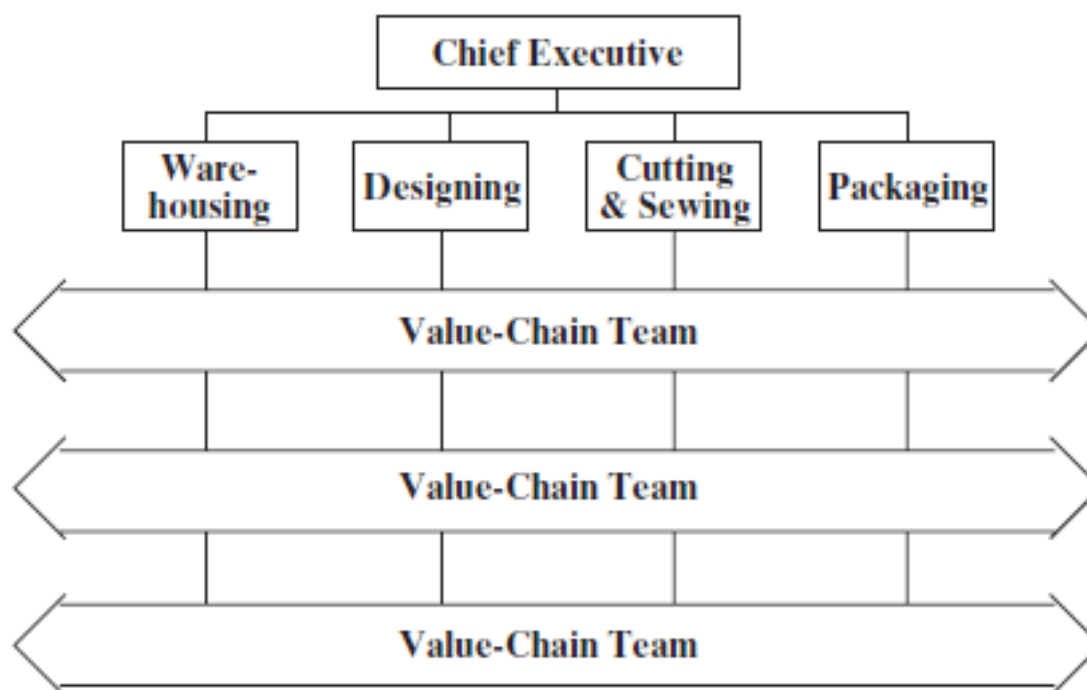 Chief Executive
Ware-
housing
Designing
Cutting
& Sewing
Packaging
Value-Chain Team
Value-Chain Team
Value-Chain Team